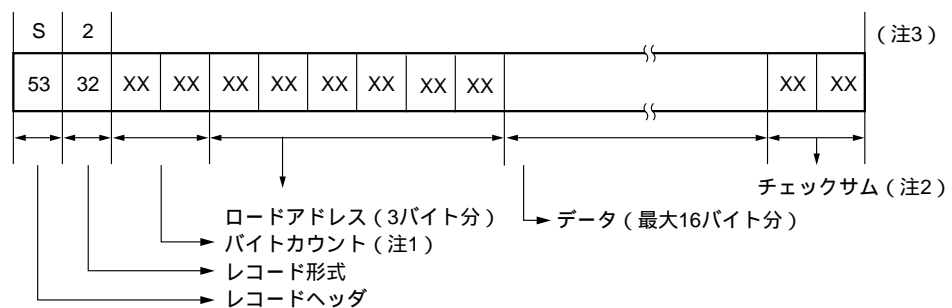 S 2 (注3)
53 32 XX XX XX XX XX XX XX XX XX XX
チェックサム(注2)
ロードアドレス(3バイト分) データ(最大16バイト分)
バイトカウント(注1)
レコード形式
レコードヘッダ